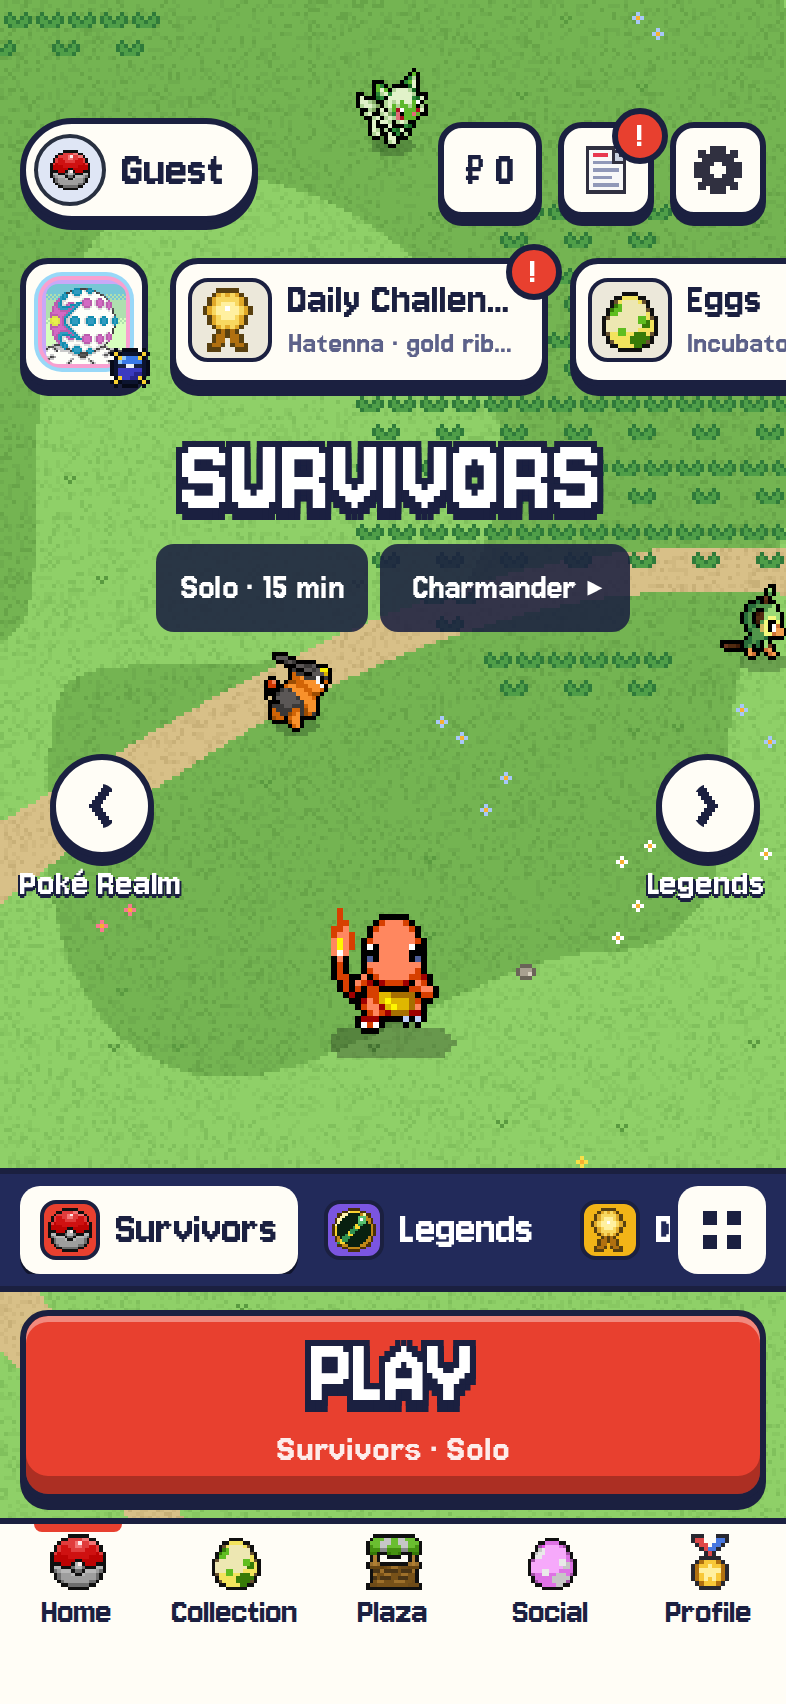 Guest
₽ 0
!
!
Daily Challen...
Hatenna · gold rib...
Eggs
Incubato
SURVIVORS
Solo · 15 min
Charmander ▸
Poké Realm
Legends
Survivors
Legends
PLAY
Survivors · Solo
Home
Collection
Plaza
Social
Profile